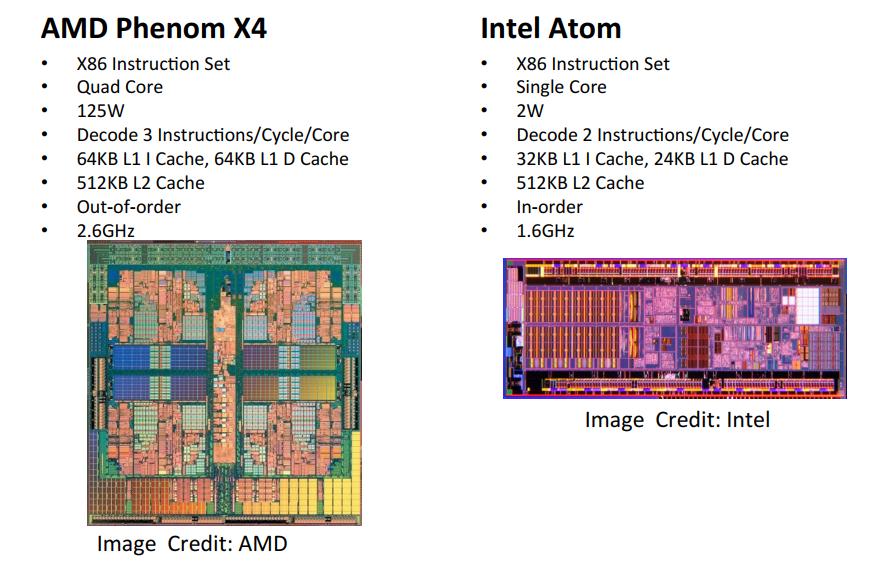 AMD Phenom X4
• X86 Instruction Set
• Quad Core
• 125W
• Decode 3 Instructions/Cycle/Core
• 64KB L1 I Cache, 64KB L1 D Cache
• 512KB L2 Cache
• Out-of-order
• 2.6GHz
Image Credit: AMD
Intel Atom
• X86 Instruction Set
• Single Core
• 2W
• Decode 2 Instructions/Cycle/Core
• 32KB L1 I Cache, 24KB L1 D Cache
• 512KB L2 Cache
• In-order
• 1.6GHz
Image Credit: Intel